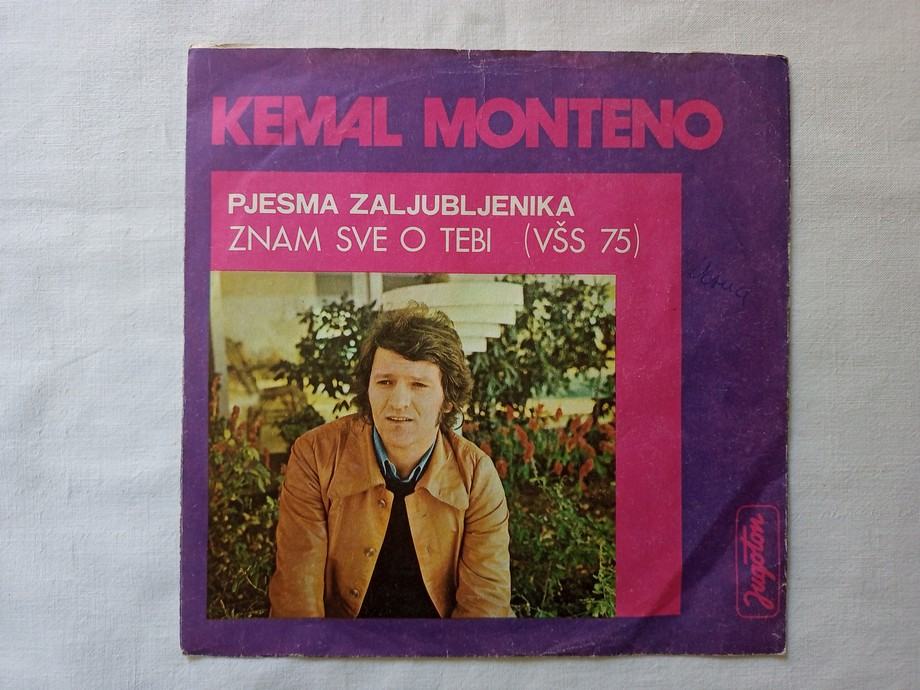 KEMAL MONTENO
PJESMA ZALJUBLJENIKA
ZNAM SVE O TEBI (VŠS 75)
Jugoton